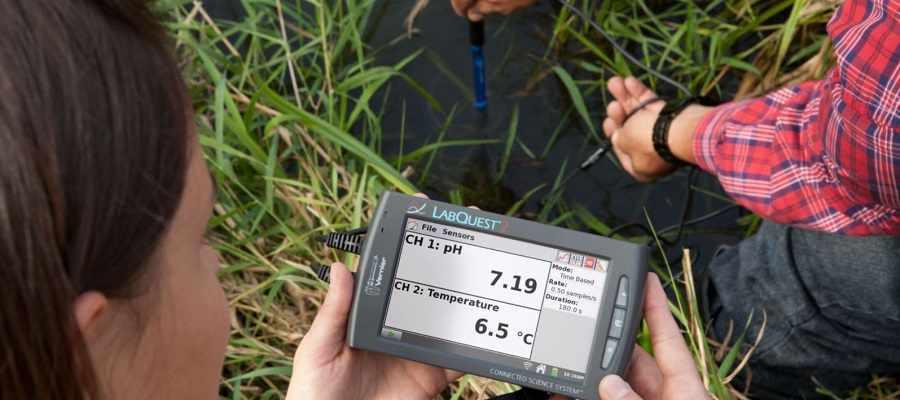 LABQUEST 2
File Sensors
CH 1: pH
7.19
CH 2: Temperature
6.5 °C
Mode:
Time Based
Rate:
0.50 samples/s
Duration:
180.0 s
Vernier
CONNECTED SCIENCE SYSTEM